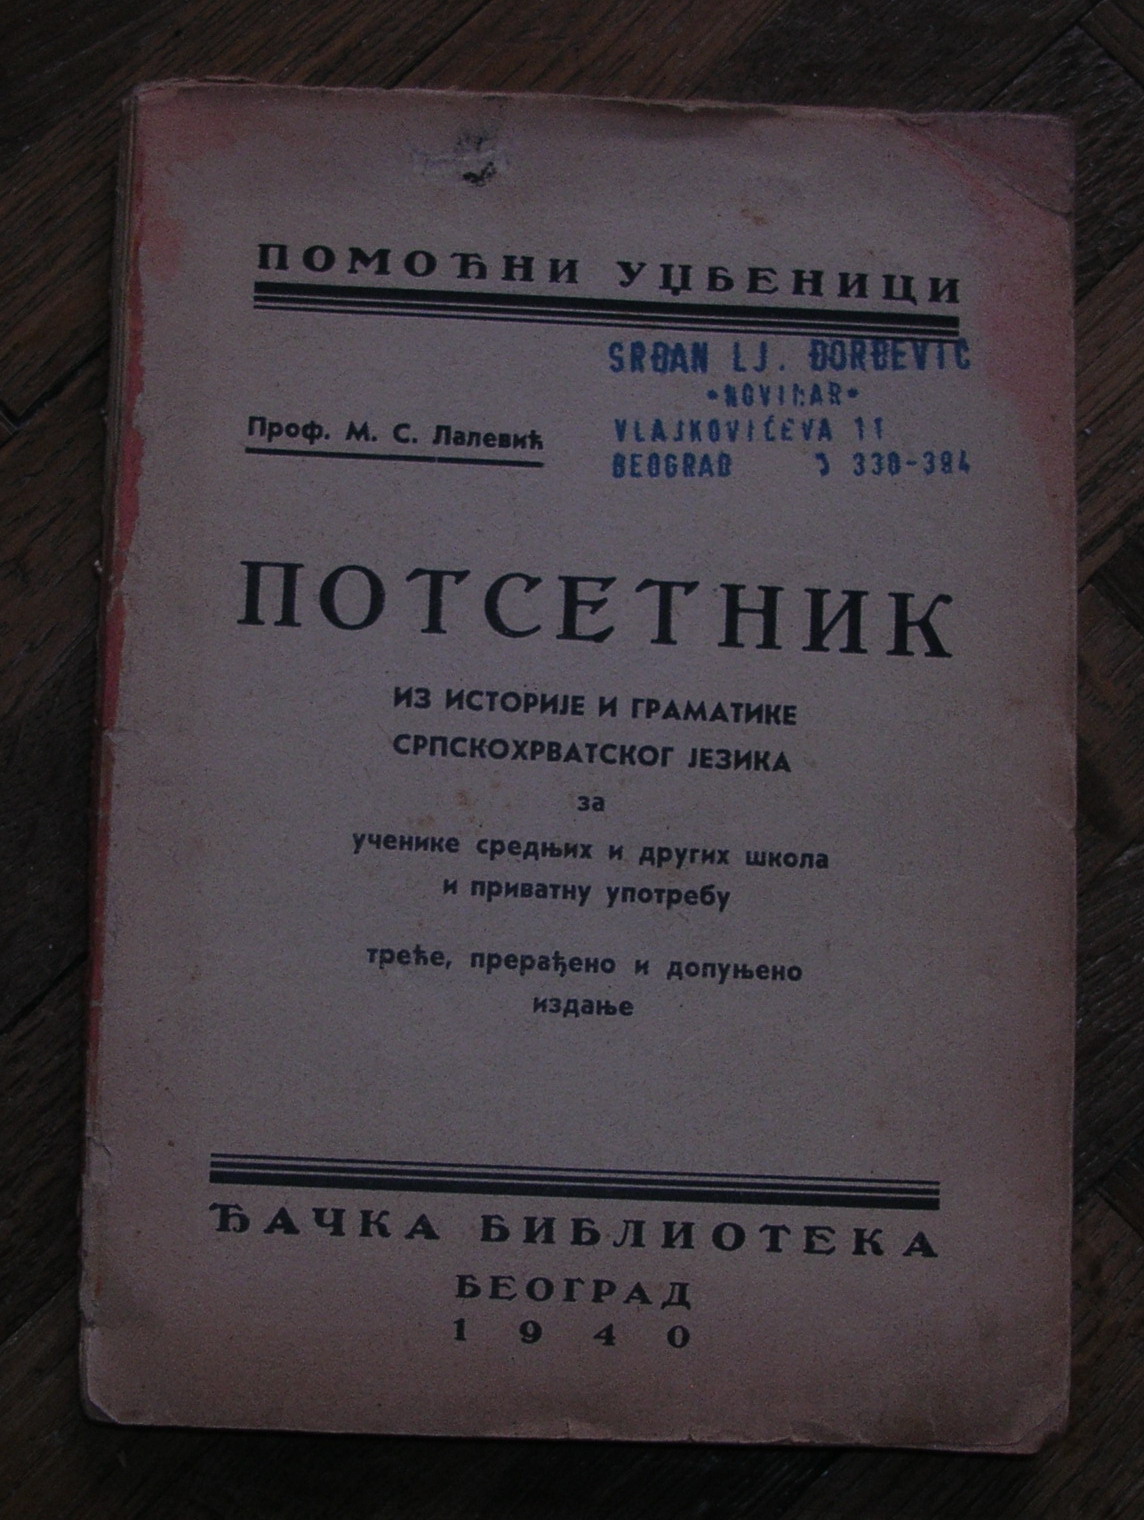 ПОМОЋНИ УЏБЕНИЦИ
SRĐAN LJ. ĐORĐEVIĆ
•NOVINAR•
VLAJKOVIĆEVA 11
BEOGRAD
Проф. М. С. Лалевић
ПОТСЕТНИК
ИЗ ИСТОРИЈЕ И ГРАМАТИКЕ
СРПСКОХРВАТСКОГ ЈЕЗИКА
за
ученике средњих и других школа
и приватну употребу
треће, прерађено и допуњено
издање
ЂАЧКА БИБЛИОТЕКА
БЕОГРАД
1940